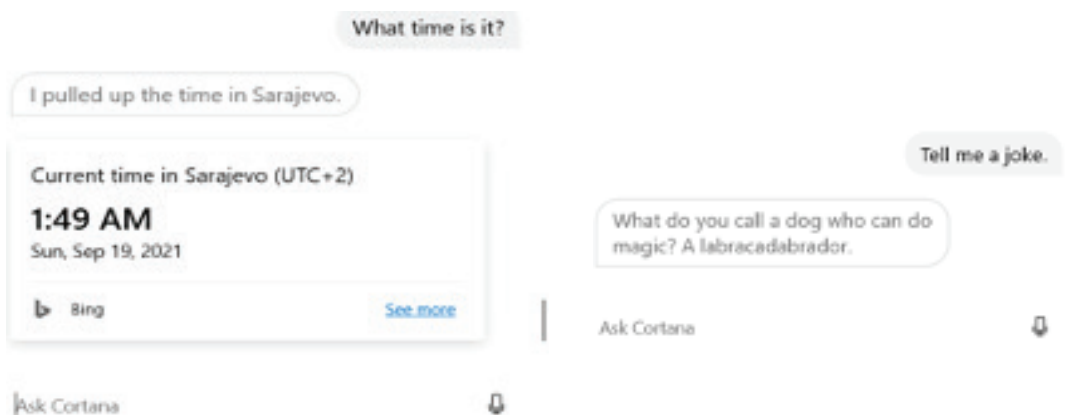 What time is it?
I pulled up the time in Sarajevo.
Current time in Sarajevo (UTC+2)
1:49 AM
Sun, Sep 19, 2021
Bing
See more
Ask Cortana
Tell me a joke.
What do you call a dog who can do
magic? A labracadabrador.
Ask Cortana